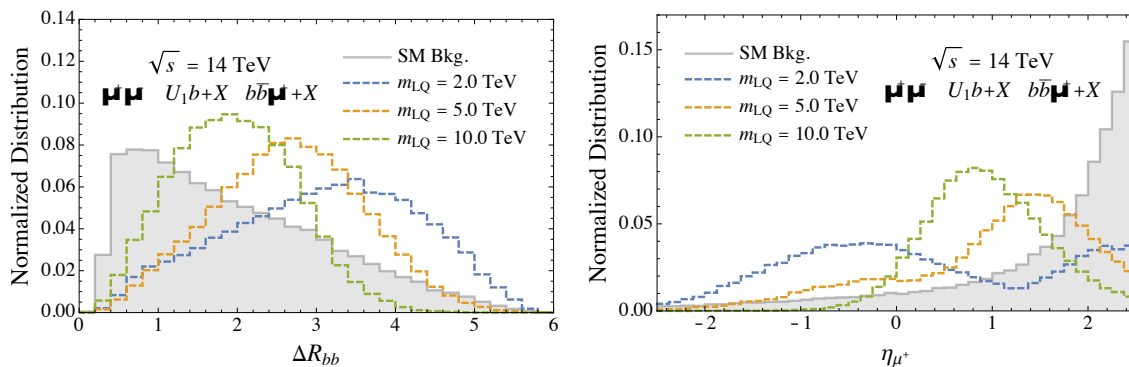 0.14
0.12
0.10
0.08
0.06
0.04
0.02
0.00
Normalized Distribution
√s = 14 TeV
μ⁺μ⁻ U₁b+X bb̄μ⁺+X
SM Bkg.
m_LQ = 2.0 TeV
m_LQ = 5.0 TeV
m_LQ = 10.0 TeV
0 1 2 3 4 5 6
ΔR_bb
0.15
0.10
0.05
0.00
Normalized Distribution
SM Bkg.
m_LQ = 2.0 TeV
m_LQ = 5.0 TeV
m_LQ = 10.0 TeV
√s = 14 TeV
μ⁺μ⁻ U₁b+X bb̄μ⁺+X
−2 −1 0 1 2
η_μ⁺